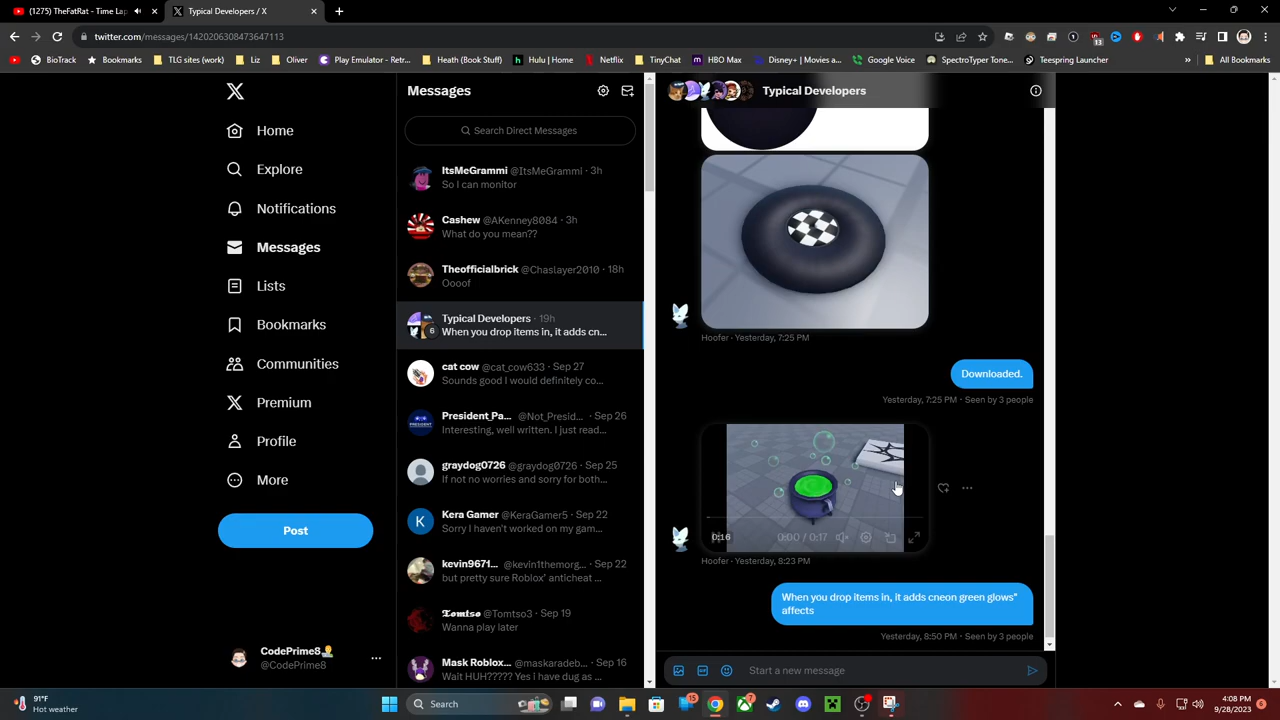 (1275) TheFatRat - Time Lap
Typical Developers / X
twitter.com/messages/1420206308473647113
13
BioTrack
Bookmarks
TLG sites (work)
Liz
Oliver
Play Emulator - Retr...
Heath (Book Stuff)
Hulu | Home
Netflix
TinyChat
HBO Max
Disney+ | Movies a...
Google Voice
SpectroTyper Tone...
Teespring Launcher
All Bookmarks
Home
Explore
Notifications
Messages
Lists
Bookmarks
Communities
Premium
Profile
More
Post
CodePrime8
@CodePrime8
Messages
Search Direct Messages
ItsMeGrammi @ItsMeGrammi · 3h
So I can monitor
Cashew @AKenney8084 · 3h
What do you mean??
Theofficialbrick @Chaslayer2010 · 18h
Oooof
Typical Developers · 19h
When you drop items in, it adds cn...
6
cat cow @cat_cow633 · Sep 27
Sounds good I would definitely co...
President_Pa... @Not_Presid... · Sep 26
Interesting, well written. I just read...
graydog0726 @graydog0726 · Sep 25
If not no worries and sorry for both...
K
Kera Gamer @KeraGamer5 · Sep 22
Sorry I haven't worked on my gam...
kevin9671... @kevin1themorg... · Sep 22
but pretty sure Roblox' anticheat ...
Tomtso @Tomtso3 · Sep 19
Wanna play later
Mask Roblox... @maskaradeb... · Sep 16
Wait HUH????? Yes i have dug as ...
Typical Developers
Hoofer · Yesterday, 7:25 PM
Downloaded.
Yesterday, 7:25 PM · Seen by 3 people
0:16
0:00 / 0:17
Hoofer · Yesterday, 8:23 PM
When you drop items in, it adds cneon green glows"
affects
Yesterday, 8:50 PM · Seen by 3 people
Start a new message
91°F
Hot weather
Search
15
7
4:08 PM
9/28/2023